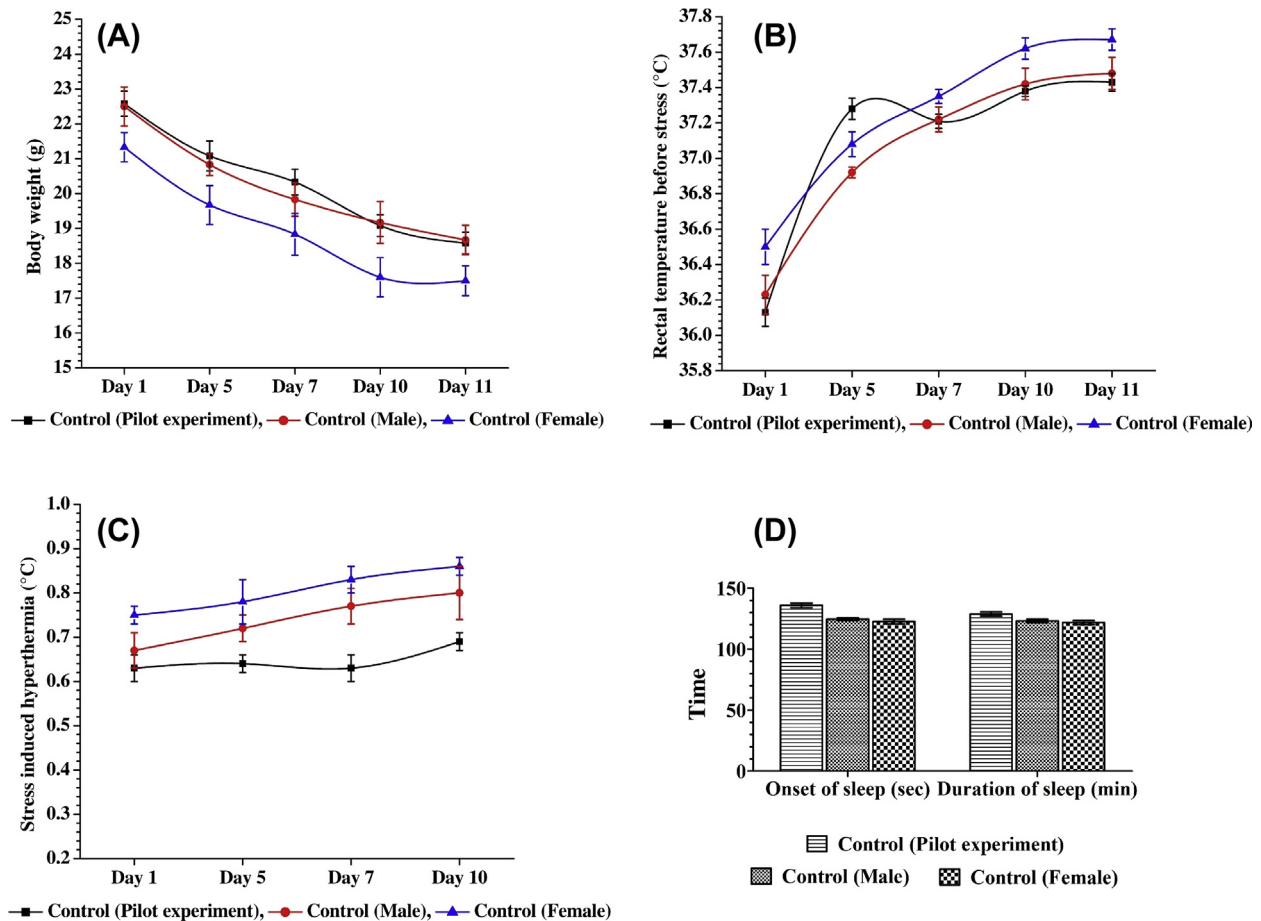 (A)
Body weight (g)
25
24
23
22
21
20
19
18
17
16
15
Day 1 Day 5 Day 7 Day 10 Day 11
Control (Pilot experiment), Control (Male), Control (Female)
(B)
Rectal temperature before stress (°C)
37.8
37.6
37.4
37.2
37.0
36.8
36.6
36.4
36.2
36.0
35.8
Day 1 Day 5 Day 7 Day 10 Day 11
Control (Pilot experiment), Control (Male), Control (Female)
(C)
Stress induced hyperthermia (°C)
1.0
0.9
0.8
0.7
0.6
0.5
0.4
0.3
0.2
Day 1 Day 5 Day 7 Day 10
Control (Pilot experiment), Control (Male), Control (Female)
(D)
Time
150
100
50
0
Onset of sleep (sec) Duration of sleep (min)
Control (Pilot experiment)
Control (Male) Control (Female)